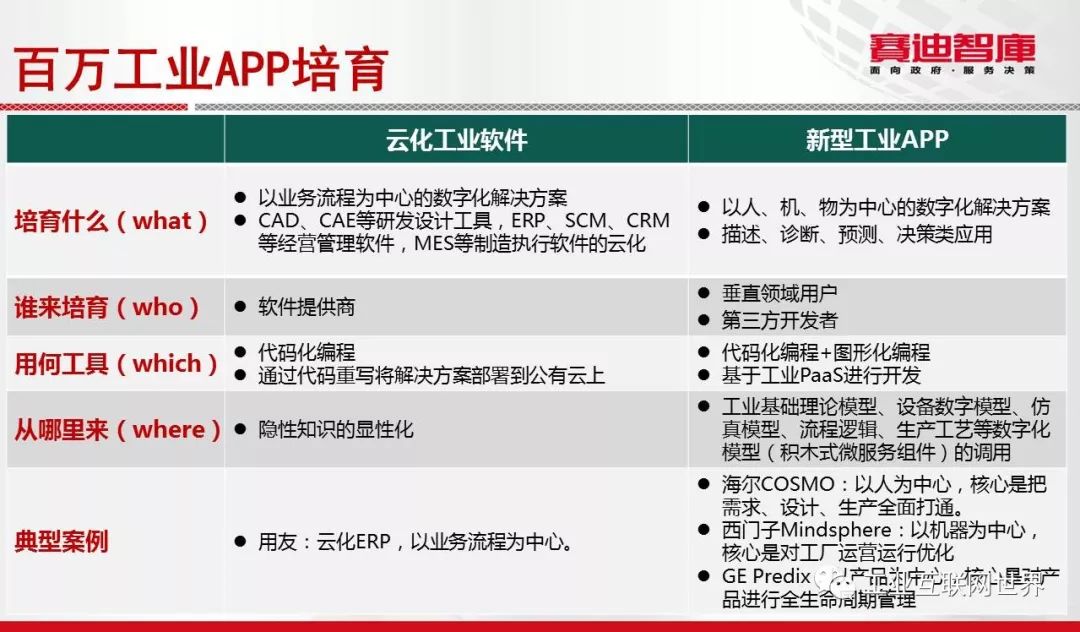 百万工业APP培育
賽迪智庫
面向政府·服务决策
云化工业软件
新型工业APP
培育什么（what）
● 以业务流程为中心的数字化解决方案
● CAD、CAE等研发设计工具，ERP、SCM、CRM
等经营管理软件，MES等制造执行软件的云化
● 以人、机、物为中心的数字化解决方案
● 描述、诊断、预测、决策类应用
谁来培育（who）
● 软件提供商
● 垂直领域用户
● 第三方开发者
用何工具（which）
● 代码化编程
● 通过代码重写将解决方案部署到公有云上
● 代码化编程+图形化编程
● 基于工业PaaS进行开发
从哪里来（where）
● 隐性知识的显性化
● 工业基础理论模型、设备数字模型、仿
真模型、流程逻辑、生产工艺等数字化
模型（积木式微服务组件）的调用
典型案例
● 用友：云化ERP，以业务流程为中心。
● 海尔COSMO：以人为中心，核心是把
需求、设计、生产全面打通。
● 西门子Mindsphere：以机器为中心，
核心是对工厂运营运行优化
● GE Predix 以产品为中心，核心是对产
品进行全生命周期管理
工业互联网世界